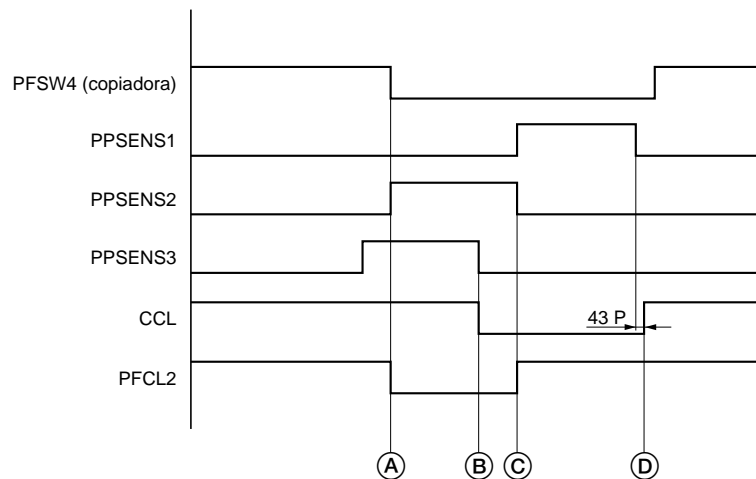 PFSW4 (copiadora)
PPSENS1
PPSENS2
PPSENS3
CCL
43 P
PFCL2
A B C D